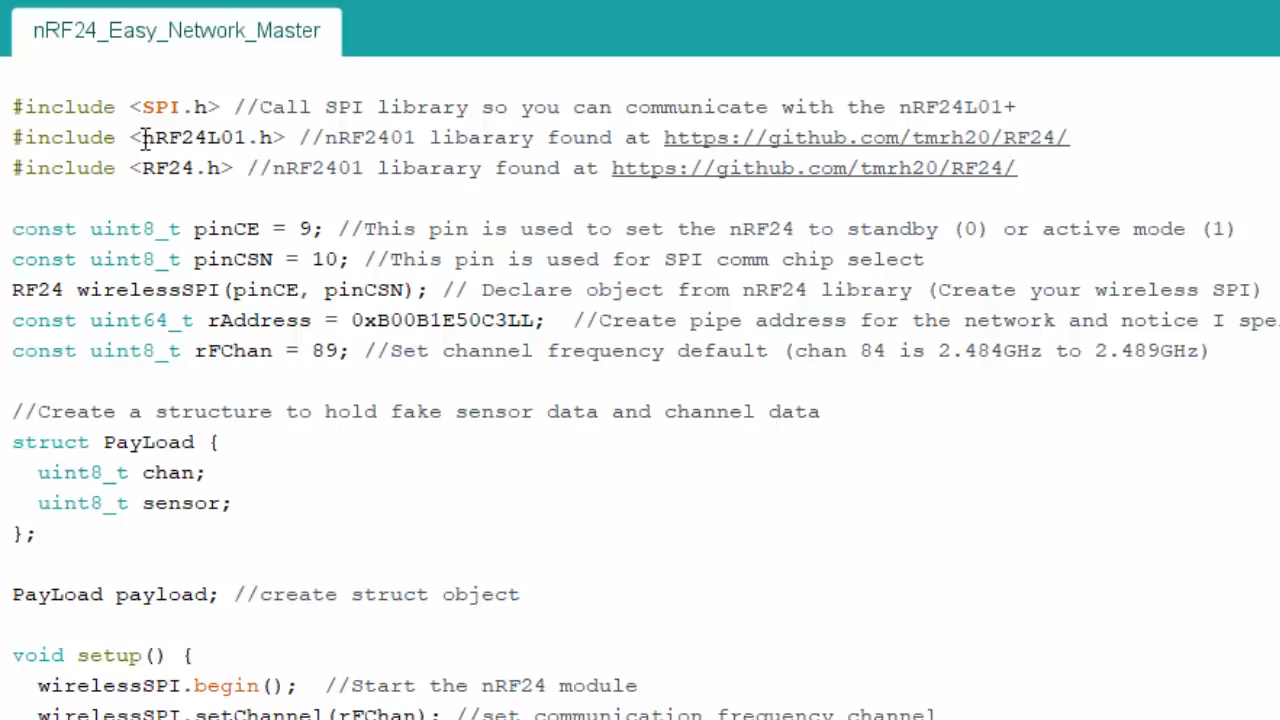 nRF24_Easy_Network_Master
#include <SPI.h> //Call SPI library so you can communicate with the nRF24L01+
#include <nRF24L01.h> //nRF2401 libarary found at https://github.com/tmrh20/RF24/
#include <RF24.h> //nRF2401 libarary found at https://github.com/tmrh20/RF24/
const uint8_t pinCE = 9; //This pin is used to set the nRF24 to standby (0) or active mode (1)
const uint8_t pinCSN = 10; //This pin is used for SPI comm chip select
RF24 wirelessSPI(pinCE, pinCSN); // Declare object from nRF24 library (Create your wireless SPI)
const uint64_t rAddress = 0xB00B1E50C3LL;  //Create pipe address for the network and notice I spe
const uint8_t rFChan = 89; //Set channel frequency default (chan 84 is 2.484GHz to 2.489GHz)
//Create a structure to hold fake sensor data and channel data
struct PayLoad {
  uint8_t chan;
  uint8_t sensor;
};
PayLoad payload; //create struct object
void setup() {
  wirelessSPI.begin();  //Start the nRF24 module
  wirelessSPI.setChannel(rFChan); //set communication frequency channel